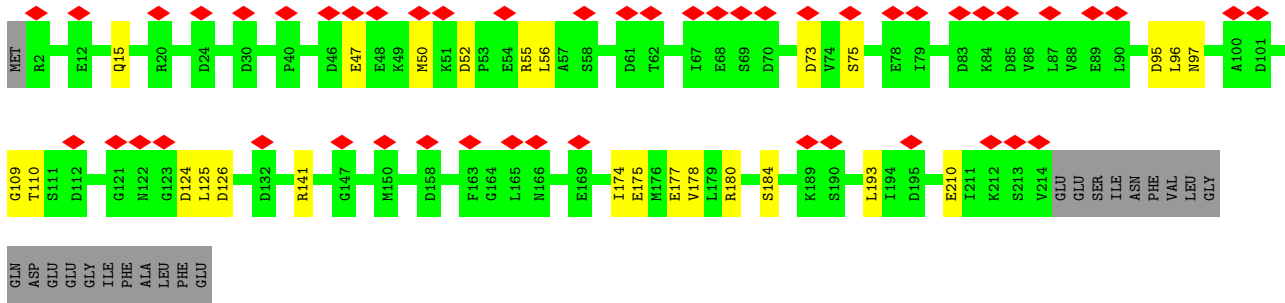 MET R2 E12 Q15 R20 D24 D30 P40 D46 E47 E48 K49 M50 K51 D52 P53 E54 R55 L56 A57 S58 D61 T62 I67 E68 S69 D70 D73 V74 S75 E78 I79 D83 K84 D85 V86 L87 V88 E89 L90 D95 L96 N97 A100 D101
G109 T110 S111 D112 G121 N122 G123 D124 L125 D126 D132 R141 G147 M150 D158 F163 G164 L165 N166 E169 I174 E175 M176 E177 V178 L179 R180 S184 K189 S190 L193 I194 D195 E210 I211 K212 S213 V214 GLU GLU SER ILE ASN PHE VAL LEU GLY
GLN ASP GLU GLU GLY ILE PHE ALA LEU PHE GLU